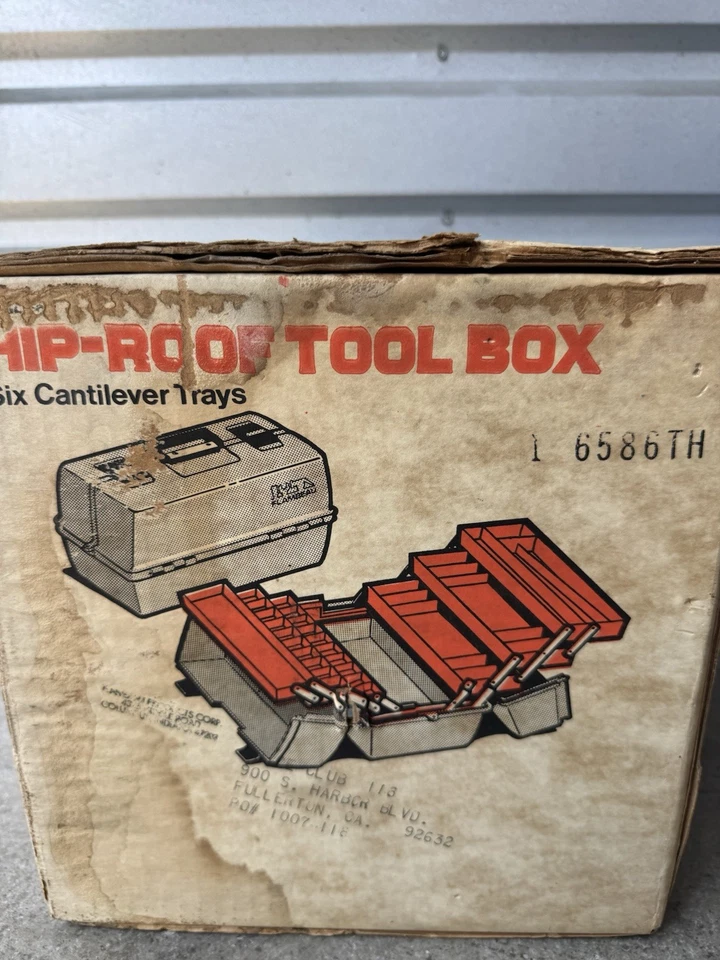 HIP-ROOF TOOL BOX
Six Cantilever Trays
1 6586TH
FLAMBEAU
CLUB 113
900 S. HARBOR BLVD.
FULLERTON, CA. 92632
PO# 1007-118